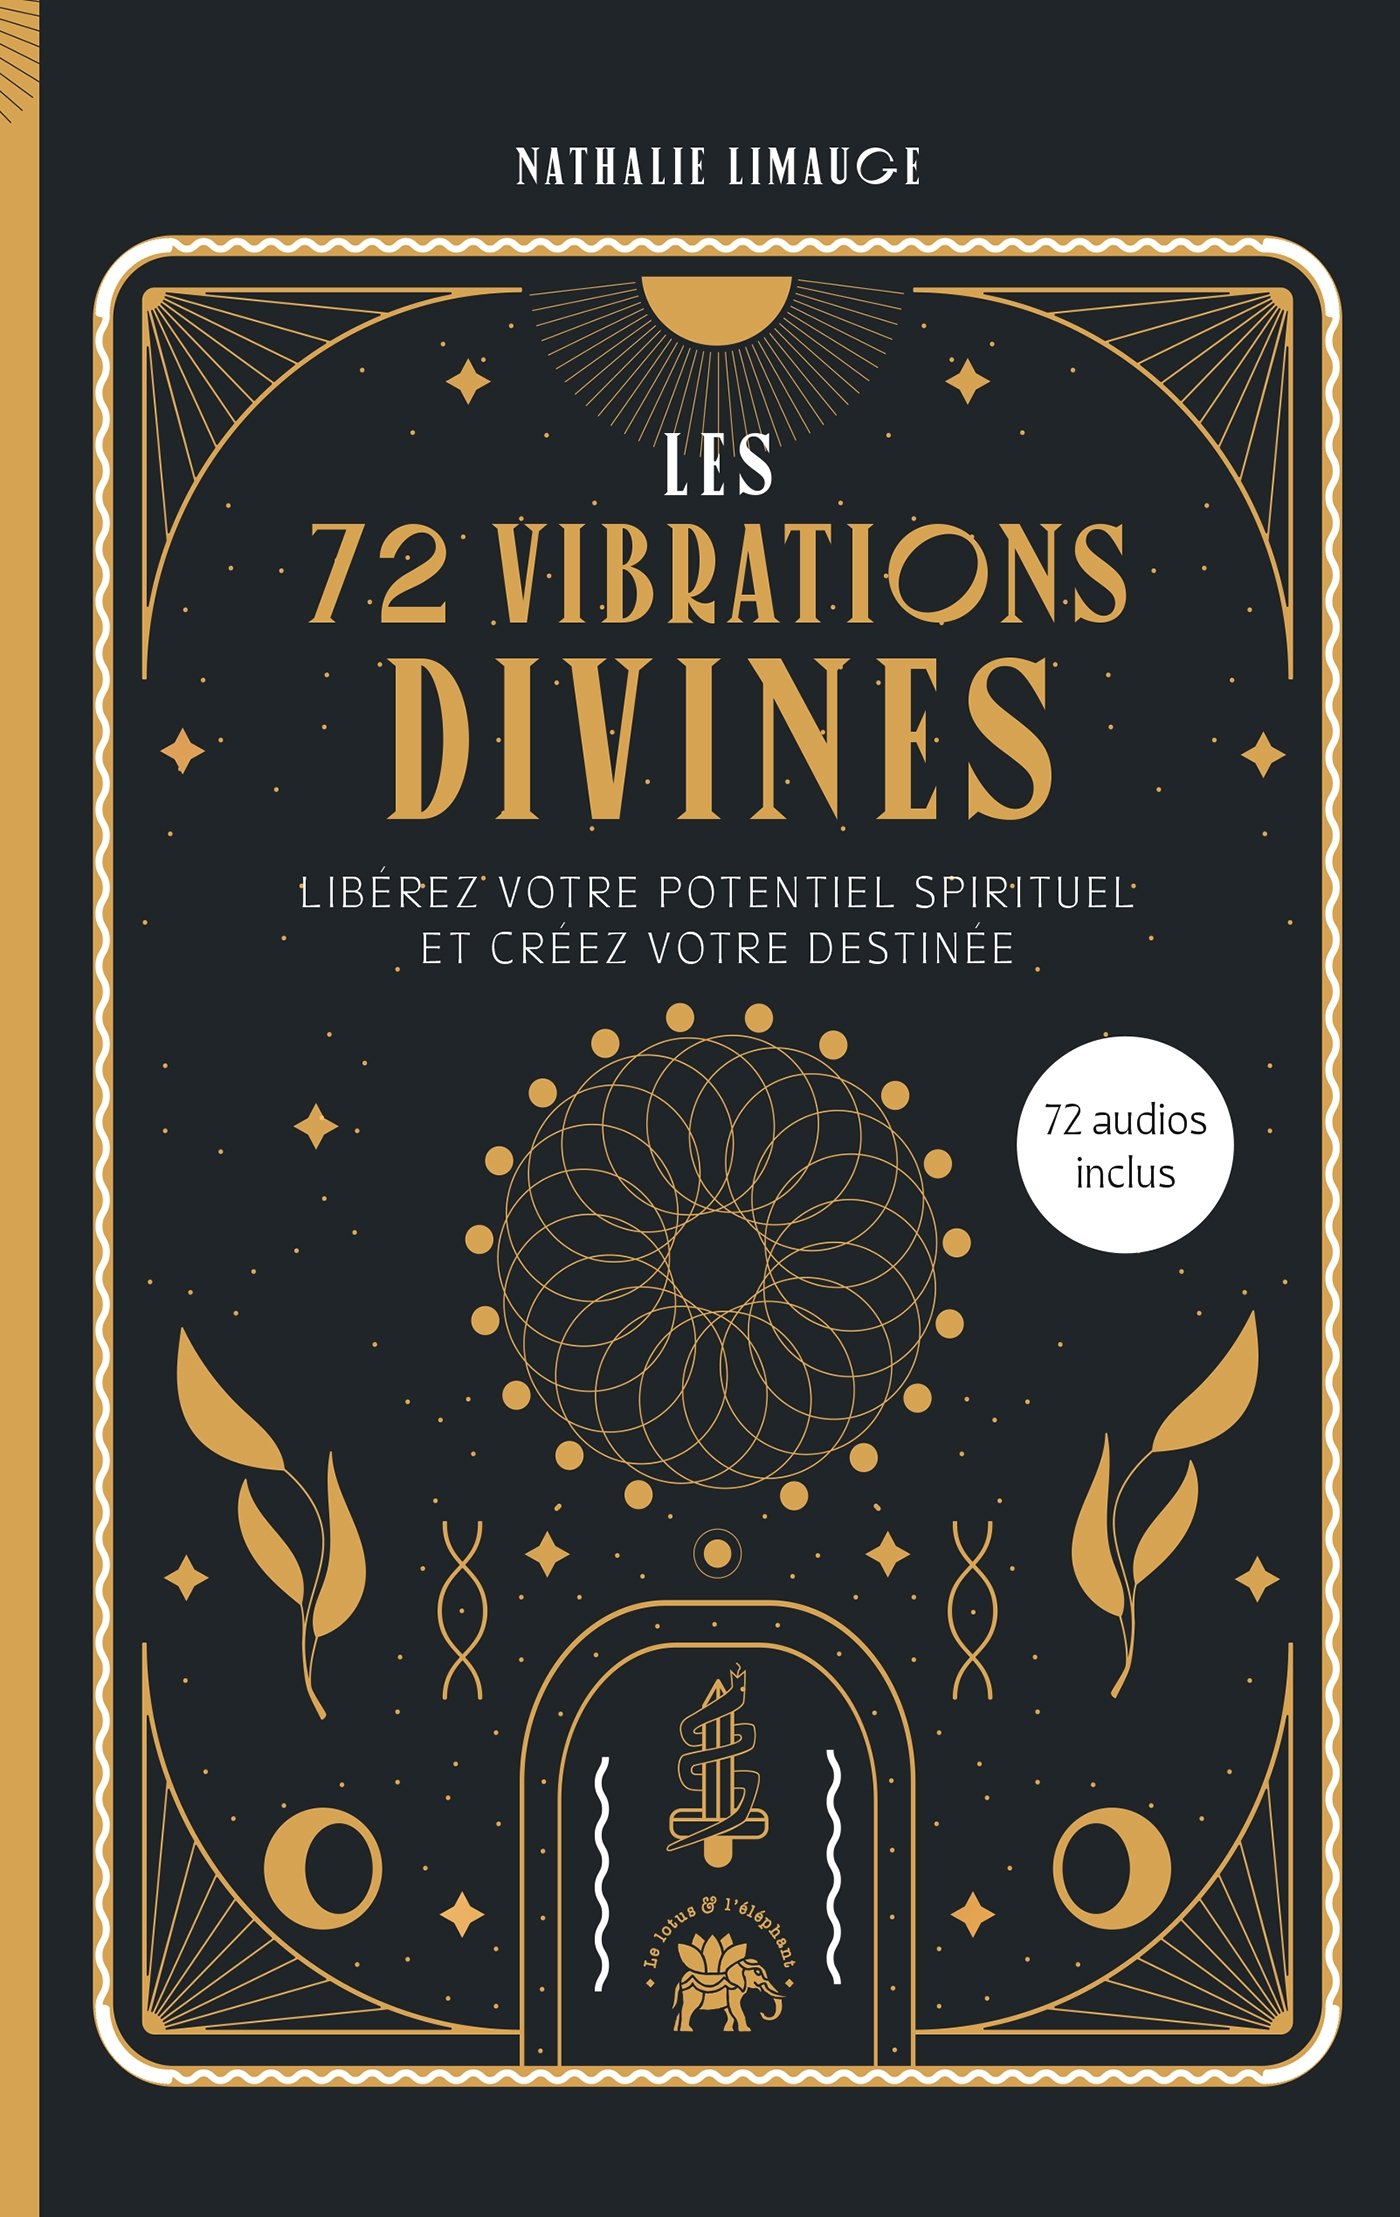 NATHALIE LIMAUGE
LES
72 VIBRATIONS
DIVINES
LIBÉREZ VOTRE POTENTIEL SPIRITUEL
ET CRÉEZ VOTRE DESTINÉE
72 audios
inclus
Le lotus & l'éléphant